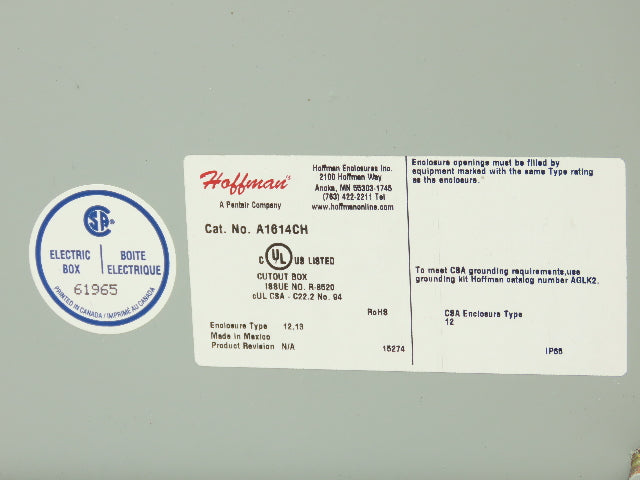 SA
ELECTRIC BOX
BOITE ELECTRIQUE
61965
PRINTED IN CANADA / IMPRIMÉ AU CANADA
Hoffman
A Pentair Company
Hoffman Enclosures Inc.
2100 Hoffman Way
Anoka, MN 55303-1745
(763) 422-2211 Tel
www.hoffmanonline.com
Cat. No. A1614CH
C UL US LISTED
CUTOUT BOX
ISSUE NO. R-8520
cUL CSA - C22.2 No. 94
RoHS
Enclosure Type 12,13
Made in Mexico
Product Revision N/A
15274
Enclosure openings must be filled by
equipment marked with the same Type rating
as the enclosure.
To meet CSA grounding requirements,use
grounding kit Hoffman catalog number AGLK2.
CSA Enclosure Type
12
IP65